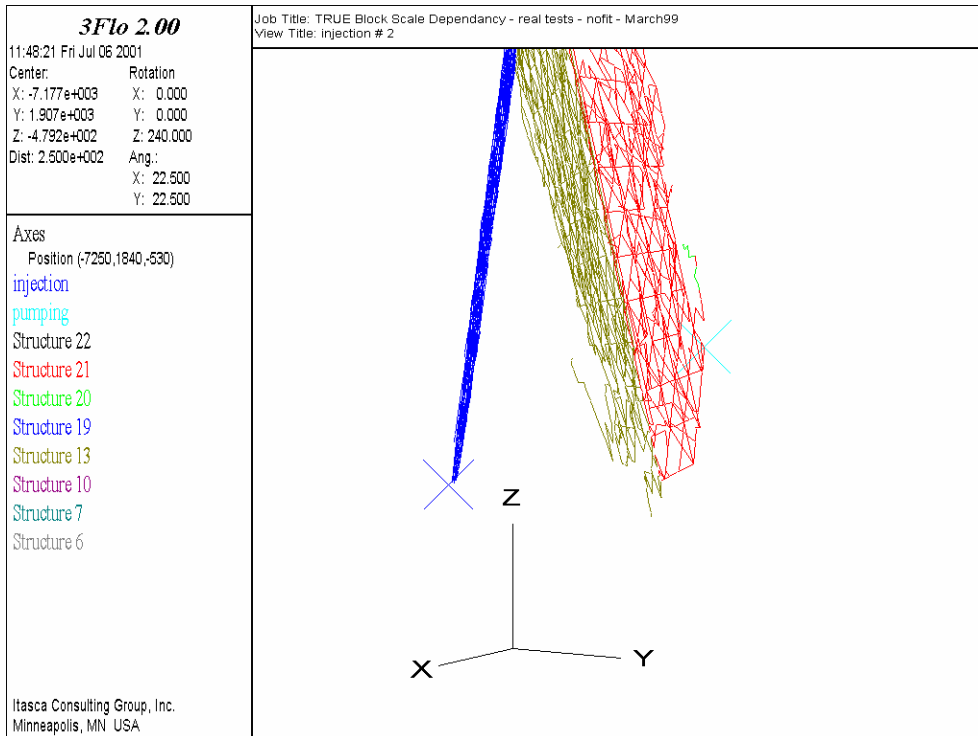 3Flo 2.00
11:48:21 Fri Jul 06 2001
Center: Rotation
X: -7.177e+003 X: 0.000
Y: 1.907e+003 Y: 0.000
Z: -4.792e+002 Z: 240.000
Dist: 2.500e+002 Ang.:
X: 22.500
Y: 22.500
Job Title: TRUE Block Scale Dependancy - real tests - nofit - March99
View Title: injection # 2
Axes
Position (-7250,1840,-530)
injection
pumping
Structure 22
Structure 21
Structure 20
Structure 19
Structure 13
Structure 10
Structure 7
Structure 6
Z
X
Y
Itasca Consulting Group, Inc.
Minneapolis, MN USA